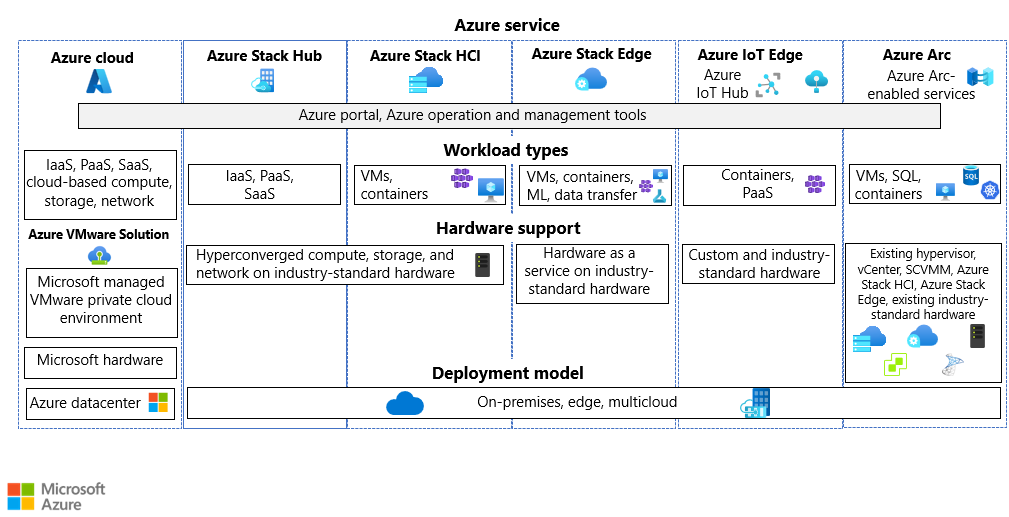 Azure service
Azure cloud
Azure Stack Hub
Azure Stack HCI
Azure Stack Edge
Azure IoT Edge
Azure
IoT Hub
Azure Arc
Azure Arc-
enabled services
Azure portal, Azure operation and management tools
Workload types
IaaS, PaaS, SaaS,
cloud-based compute,
storage, network
IaaS, PaaS,
SaaS
VMs,
containers
VMs, containers,
ML, data transfer
Containers,
PaaS
VMs, SQL,
containers
SQL
Hardware support
Azure VMware Solution
Microsoft managed
VMware private cloud
environment
Microsoft hardware
Hyperconverged compute, storage, and
network on industry-standard hardware
Hardware as a
service on industry-
standard hardware
Custom and industry-
standard hardware
Existing hypervisor,
vCenter, SCVMM, Azure
Stack HCI, Azure Stack
Edge, existing industry-
standard hardware
Deployment model
Azure datacenter
On-premises, edge, multicloud
Microsoft
Azure